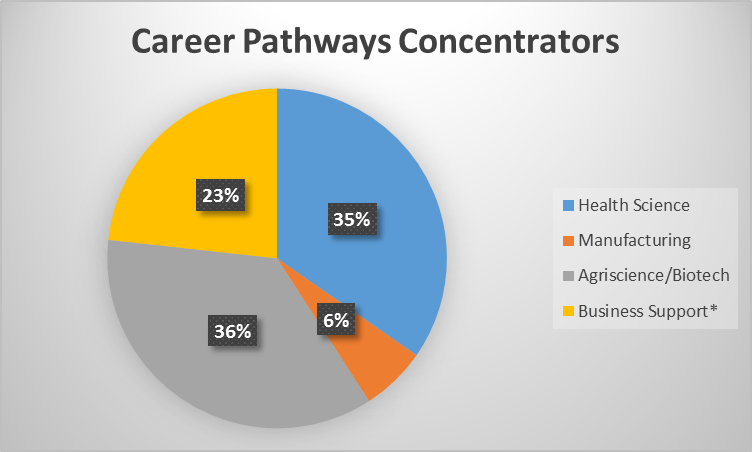 Career Pathways Concentrators
23%
35%
36%
6%
Health Science
Manufacturing
Agriscience/Biotech
Business Support*